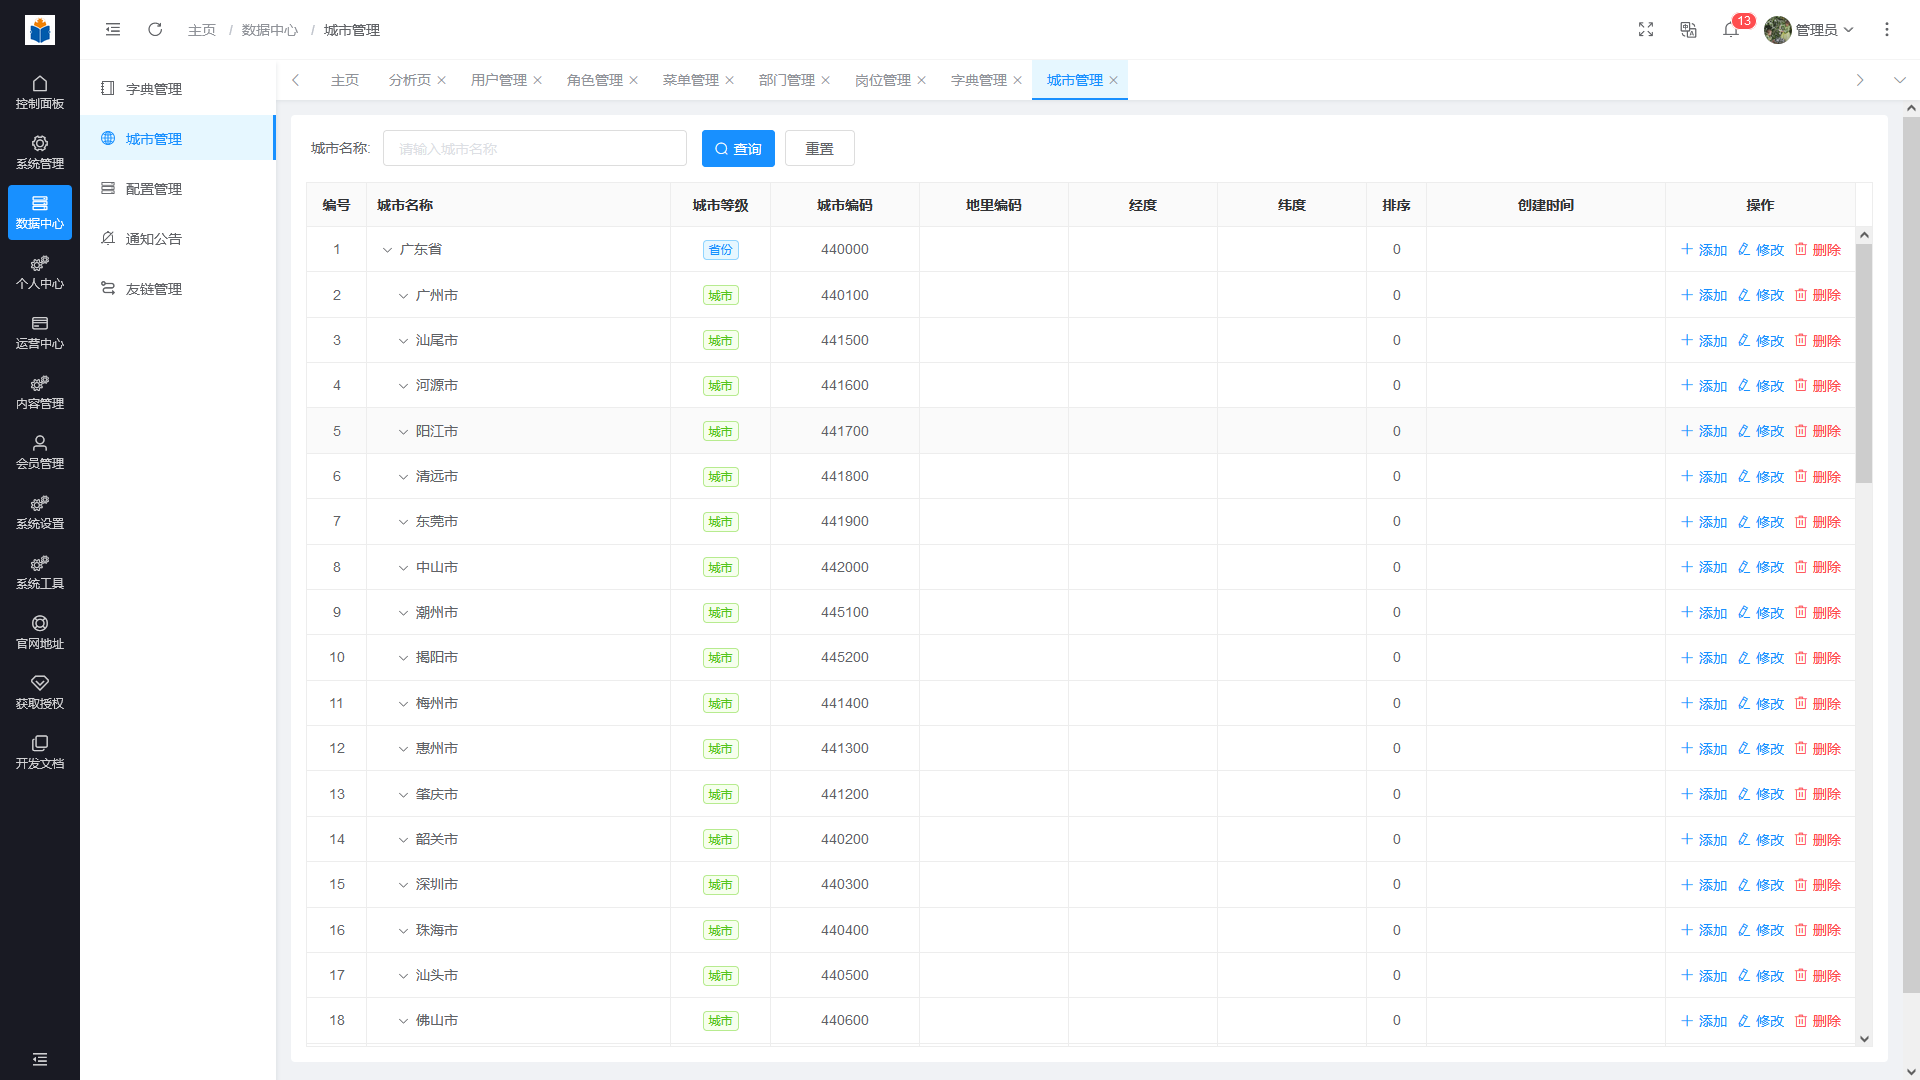 主页 / 数据中心 / 城市管理
13
管理员
控制面板
系统管理
数据中心
个人中心
运营中心
内容管理
会员管理
系统设置
系统工具
官网地址
获取授权
开发文档
字典管理
城市管理
配置管理
通知公告
友链管理
主页 分析页 用户管理 角色管理 菜单管理 部门管理 岗位管理 字典管理 城市管理
城市名称: 请输入城市名称 查询 重置
编号 城市名称 城市等级 城市编码 地里编码 经度 纬度 排序 创建时间 操作
1 广东省 省份 440000 0 添加 修改 删除
2 广州市 城市 440100 0 添加 修改 删除
3 汕尾市 城市 441500 0 添加 修改 删除
4 河源市 城市 441600 0 添加 修改 删除
5 阳江市 城市 441700 0 添加 修改 删除
6 清远市 城市 441800 0 添加 修改 删除
7 东莞市 城市 441900 0 添加 修改 删除
8 中山市 城市 442000 0 添加 修改 删除
9 潮州市 城市 445100 0 添加 修改 删除
10 揭阳市 城市 445200 0 添加 修改 删除
11 梅州市 城市 441400 0 添加 修改 删除
12 惠州市 城市 441300 0 添加 修改 删除
13 肇庆市 城市 441200 0 添加 修改 删除
14 韶关市 城市 440200 0 添加 修改 删除
15 深圳市 城市 440300 0 添加 修改 删除
16 珠海市 城市 440400 0 添加 修改 删除
17 汕头市 城市 440500 0 添加 修改 删除
18 佛山市 城市 440600 0 添加 修改 删除